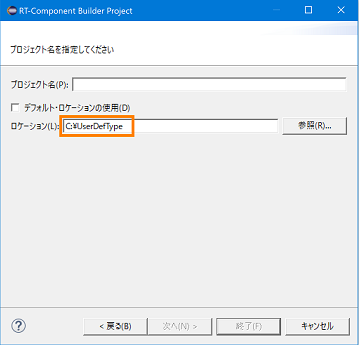 RT-Component Builder Project
プロジェクト名を指定してください
プロジェクト名(P):
デフォルト・ロケーションの使用(D)
ロケーション(L): C:¥UserDefType 参照(R)...
? < 戻る(B) 次へ(N) > 終了(F) キャンセル